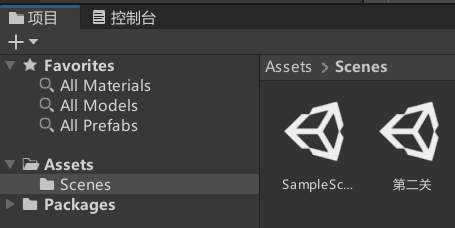 项目
控制台
Favorites
All Materials
All Models
All Prefabs
Assets
Scenes
Packages
Assets > Scenes
SampleSc...
第二关